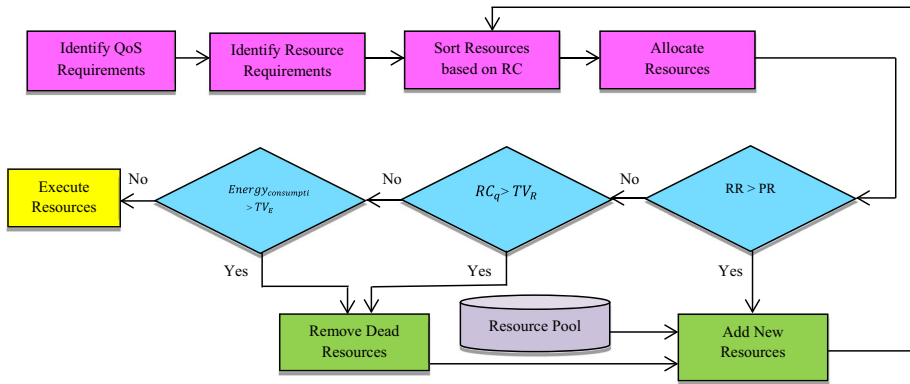 Identify QoS
Requirements
Identify Resource
Requirements
Sort Resources
based on RC
Allocate
Resources
Execute
Resources
No
Energy_consumpti
> TV_E
No
RC_q > TV_R
No
RR > PR
Yes
Yes
Yes
Remove Dead
Resources
Resource Pool
Add New
Resources